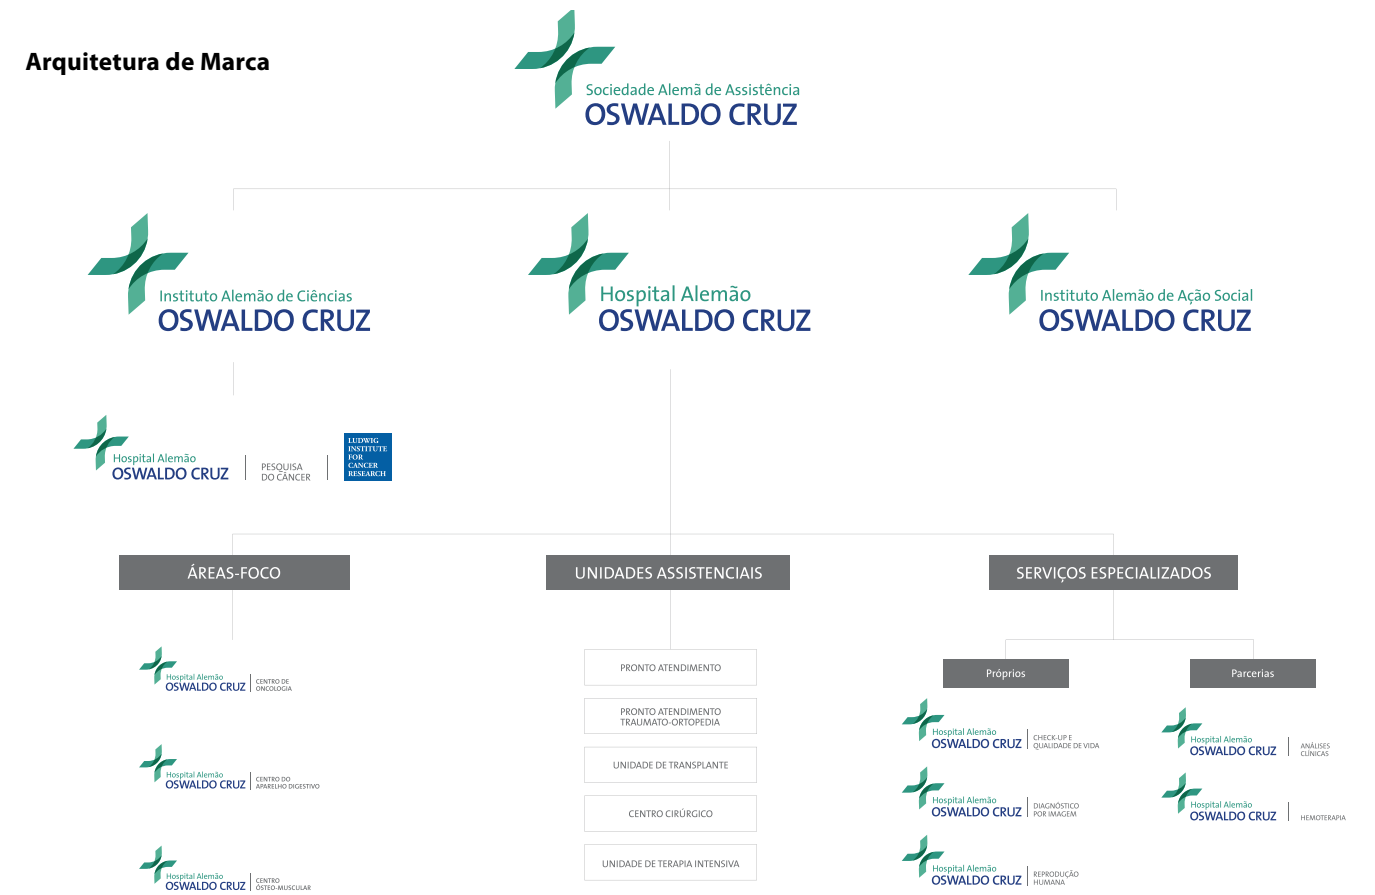 Arquitetura de Marca
Sociedade Alemã de Assistência
OSWALDO CRUZ
Instituto Alemão de Ciências
OSWALDO CRUZ
Hospital Alemão
OSWALDO CRUZ
Instituto Alemão de Ação Social
OSWALDO CRUZ
Hospital Alemão
OSWALDO CRUZ
PESQUISA
DO CÂNCER
LUDWIG
INSTITUTE
FOR
CANCER
RESEARCH
ÁREAS-FOCO
Hospital Alemão
OSWALDO CRUZ
CENTRO DE
ONCOLOGIA
Hospital Alemão
OSWALDO CRUZ
CENTRO DO
APARELHO DIGESTIVO
Hospital Alemão
OSWALDO CRUZ
CENTRO
ÓSTEO-MUSCULAR
UNIDADES ASSISTENCIAIS
PRONTO ATENDIMENTO
PRONTO ATENDIMENTO
TRAUMATO-ORTOPEDIA
UNIDADE DE TRANSPLANTE
CENTRO CIRÚRGICO
UNIDADE DE TERAPIA INTENSIVA
SERVIÇOS ESPECIALIZADOS
Próprios
Hospital Alemão
OSWALDO CRUZ
CHECK-UP E
QUALIDADE DE VIDA
Hospital Alemão
OSWALDO CRUZ
DIAGNÓSTICO
POR IMAGEM
Hospital Alemão
OSWALDO CRUZ
REPRODUÇÃO
HUMANA
Parcerias
Hospital Alemão
OSWALDO CRUZ
ANÁLISES
CLÍNICAS
Hospital Alemão
OSWALDO CRUZ
HEMOTERAPIA